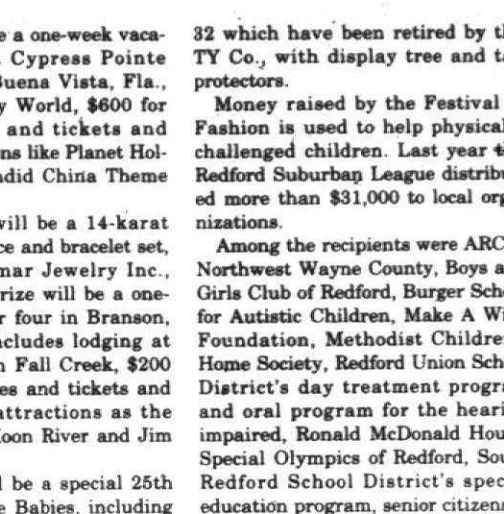 e a one-week vaca-
Cypress Pointe
Buena Vista, Fla.,
y World, $600 for
and tickets and
ns like Planet Hol-
ndid China Theme
will be a 14-karat
ce and bracelet set,
mar Jewelry Inc.,
rize will be a one-
r four in Branson,
ncludes lodging at
n Fall Creek, $200
es and tickets and
attractions as the
Moon River and Jim
l be a special 25th
e Babies, including
32 which have been retired by th
TY Co., with display tree and ta
protectors.
Money raised by the Festival
Fashion is used to help physical
challenged children. Last year t
Redford Suburban League distribu
ed more than $31,000 to local org
nizations.
Among the recipients were ARC
Northwest Wayne County, Boys a
Girls Club of Redford, Burger Scho
for Autistic Children, Make A Wi
Foundation, Methodist Childre
Home Society, Redford Union Sch
District's day treatment progra
and oral program for the heari
impaired, Ronald McDonald Hou
Special Olympics of Redford, Sou
Redford School District's spec
education program, senior citizen